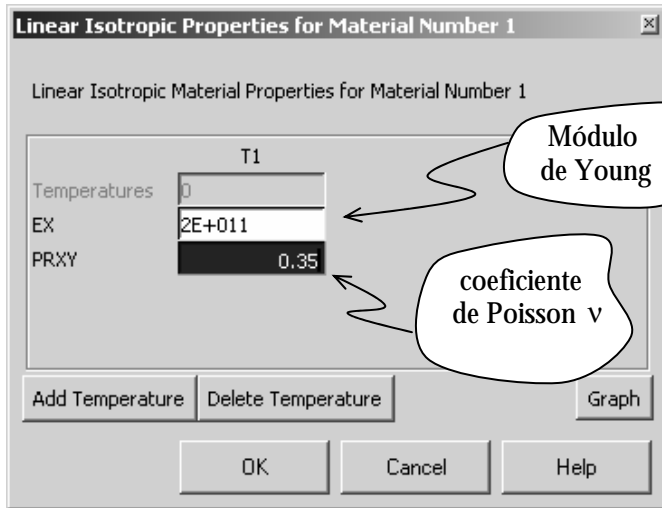 Linear Isotropic Properties for Material Number 1
Linear Isotropic Material Properties for Material Number 1
T1
Temperatures 0
EX 2E+011
PRXY 0.35
Módulo
de Young
coeficiente
de Poisson ν
Add Temperature Delete Temperature Graph
OK Cancel Help